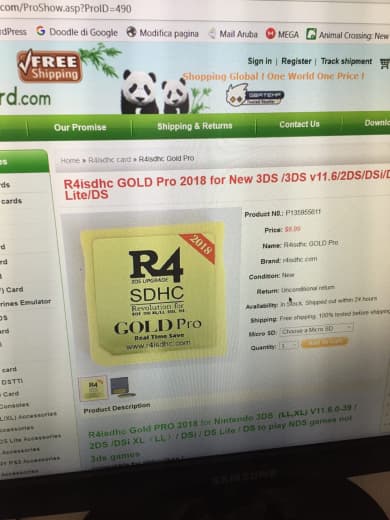 com/ProShow.asp?ProID=490
rdPress G Doodle di Google Modifica pagina Mail Aruba MEGA Animal Crossing: New
FREE
Shipping
Sign in | Register | Track shipment
Shopping Global ! One World One Price !
GBATEMP
rd.com
Our Promise Shipping & Returns Contact Us Downlo
Home » R4isdhc card » R4isdhc Gold Pro
R4isdhc GOLD Pro 2018 for New 3DS /3DS v11.6/2DS/DSi/D
Lite/DS
Product N0.: P135955611
Price: $8.99
Name: R4isdhc GOLD Pro
Brand: r4isdhc.com
Condition: New
Return: Unconditional return
Availability: In Stock. Shipped out within 24 hours
Shipping: Free shipping. 100% tested before shipping
Micro SD: Choose a Micro SD
Quantity: 1
rds
cards
rd
rd
) Card
rines Emulator
DS
ard
card
DSTTi
Card
Consoles
L/XL) Accessories
Accessories
DS Lite Accessories
Accessories
PS3 Accessories
Accessories
2018
R4
3DS UPGRADE
SDHC
Revolution for
GOLD Pro
Real Time Save
www.r4isdhc.com
Product Description
R4isdhc Gold PRO 2018 for Nintendo 3DS (LL,XL) V11.6.0-39 /
2DS /DSi XL ( LL ) / DSi / DS Lite / DS to play NDS games not
3ds games
SAMSUNG